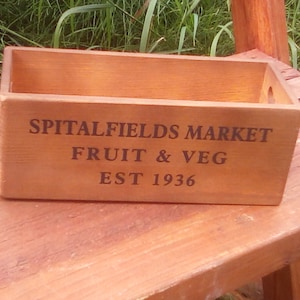 SPITALFIELDS MARKET
FRUIT & VEG
EST 1936